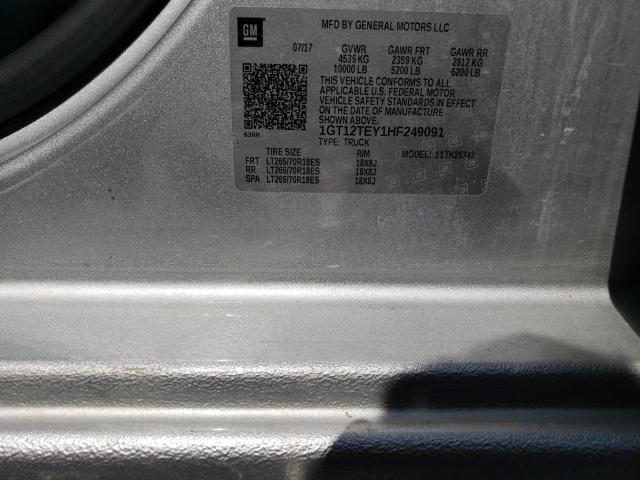 GM
MFD BY GENERAL MOTORS LLC
07/17 GVWR GAWR FRT GAWR RR
4536 KG 2359 KG 2812 KG
10000 LB 5200 LB 6200 LB
THIS VEHICLE CONFORMS TO ALL
APPLICABLE U.S. FEDERAL MOTOR
VEHICLE SAFETY STANDARDS IN EFFECT
ON THE DATE OF MANUFACTURE
SHOWN ABOVE.
636R 1GT12TEY1HF249091
TYPE: TRUCK MODEL: 11TK25743
TIRE SIZE RIM
FRT LT265/70R18ES 18X8J
RR LT265/70R18ES 18X8J
SPA LT265/70R18ES 18X8J